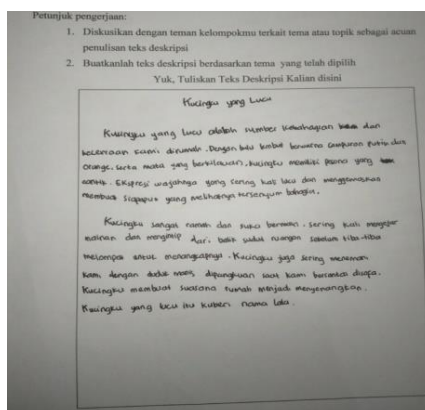 Petunjuk pengerjaan:
1. Diskusikan dengan teman kelompokmu terkait tema atau topik sebagai acuan
penulisan teks deskripsi
2. Buatkanlah teks deskripsi berdasarkan tema yang telah dipilih
Yuk, Tuliskan Teks Deskripsi Kalian disini
Kucingku yang Lucu
Kucingku yang lucu adalah sumber kebahagian dan
keceriaan kami dirumah. Dengan bulu lembut berwarna campuran putih dan
orange, serta mata yang berkilauan, kucingku memiliki pesona yang
cantik. Ekspresi wajahnya yang sering kali lucu dan menggemaskan
membuat siapapun yang melihatnya tersenyum bahagia.
Kucingku sangat ramah dan suka bermain. Sering kali mengejar
mainan dan mengintip dari balik sudut ruangan sebelum tiba-tiba
melompat untuk menangkapnya. Kucingku juga sering menemani
kami, dengan duduk dipangkuan saat kami bersantai
Kucingku membuat suasana rumah menjadi menyenangkan.
Kucingku yang lucu itu kuberi nama lala.